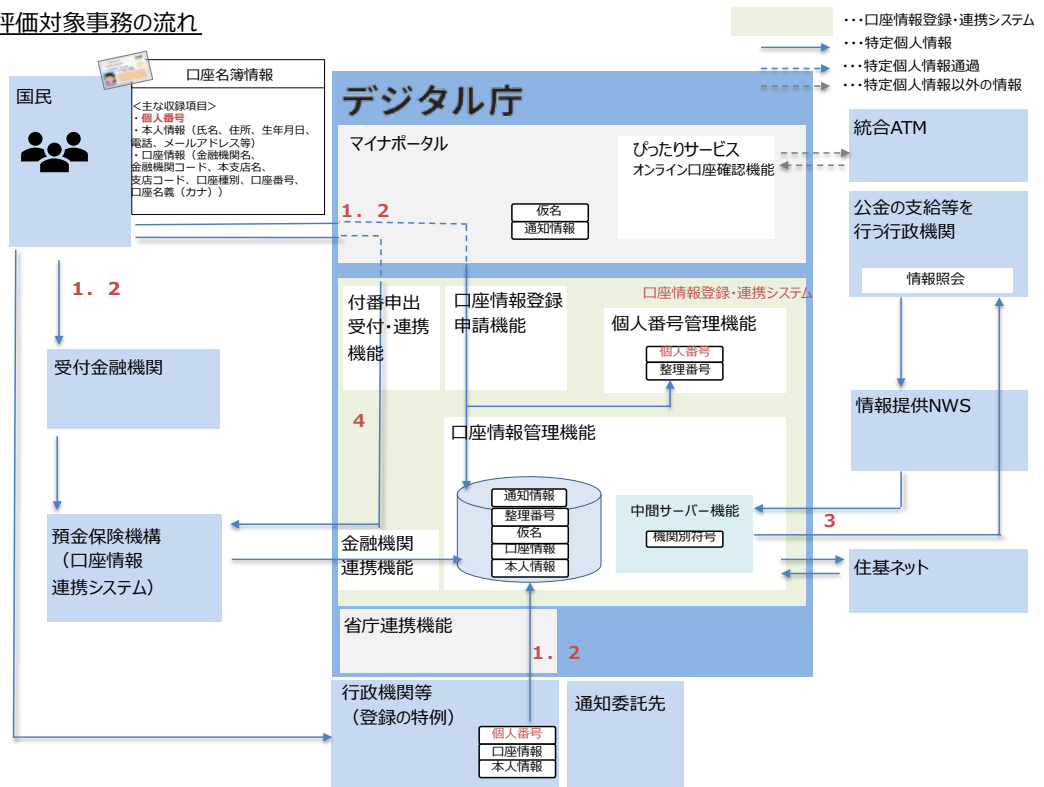 評価対象事務の流れ
･･･口座情報登録･連携システム
･･･特定個人情報
･･･特定個人情報通過
･･･特定個人情報以外の情報
国民
口座名簿情報
＜主な収録項目＞
・個人番号
・本人情報（氏名、住所、生年月日、
電話、メールアドレス等）
・口座情報（金融機関名、
金融機関コード、本支店名、
支店コード、口座種別、口座番号、
口座名義（カナ））
デジタル庁
マイナポータル
ぴったりサービス
オンライン口座確認機能
仮名
通知情報
統合ATM
公金の支給等を
行う行政機関
情報照会
1．2
1．2
受付金融機関
口座情報登録･連携システム
付番申出
受付･連携
機能
口座情報登録
申請機能
個人番号管理機能
個人番号
整理番号
4
口座情報管理機能
通知情報
整理番号
仮名
口座情報
本人情報
中間サーバー機能
機関別符号
情報提供NWS
3
預金保険機構
（口座情報
連携システム）
金融機関
連携機能
住基ネット
省庁連携機能
1．2
行政機関等
（登録の特例）
個人番号
口座情報
本人情報
通知委託先